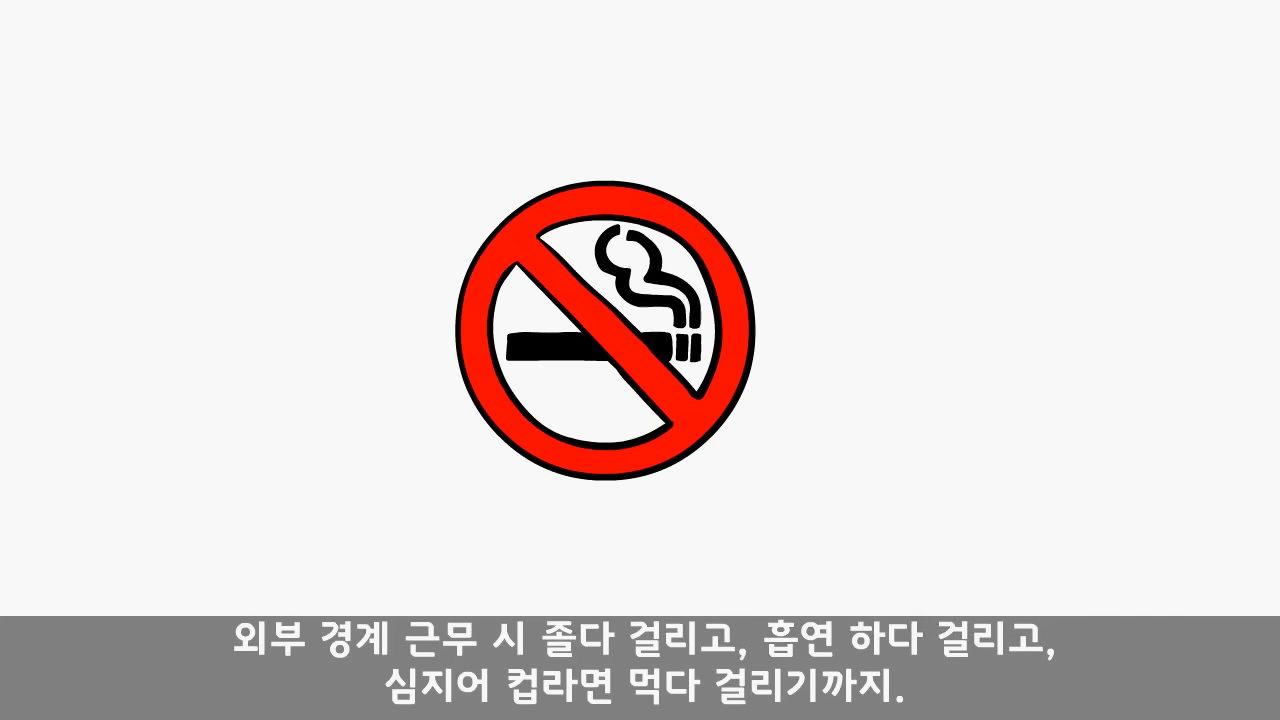 외부 경계 근무 시 졸다 걸리고, 흡연 하다 걸리고,
심지어 컵라면 먹다 걸리기까지.